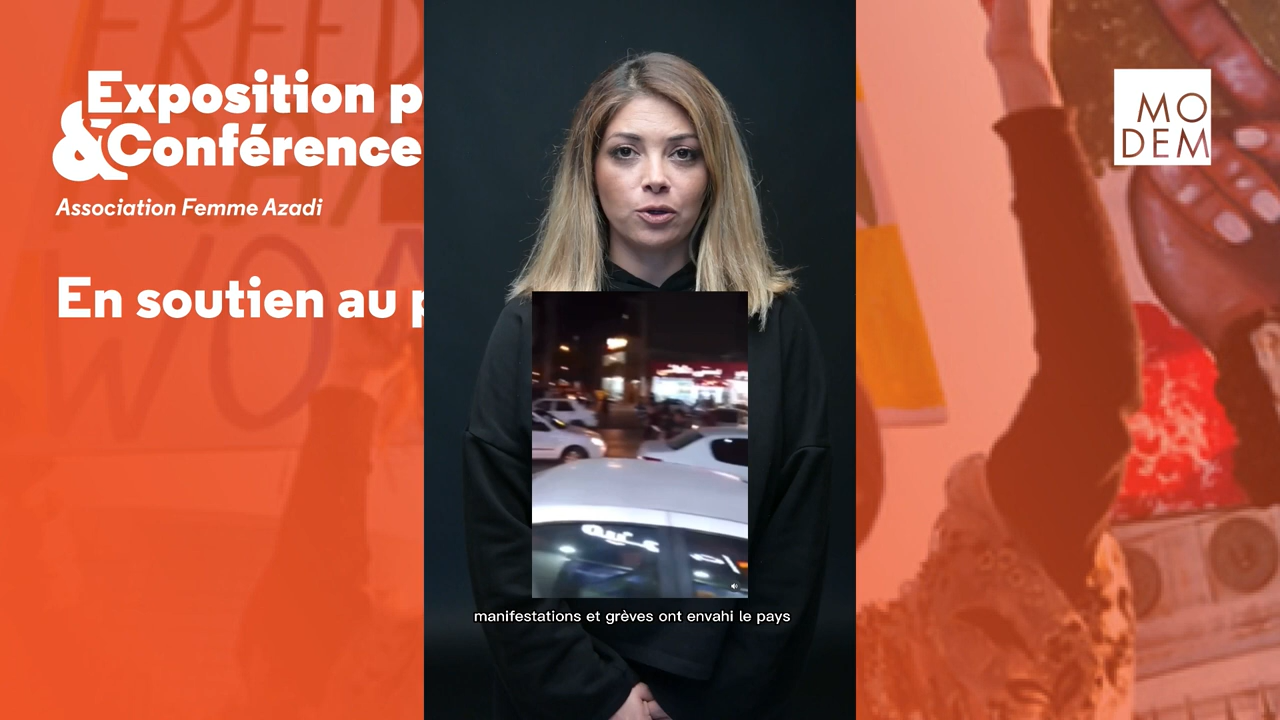 Exposition p
& Conférence
Association Femme Azadi
En soutien au p
MO
DEM
manifestations et grèves ont envahi le pays